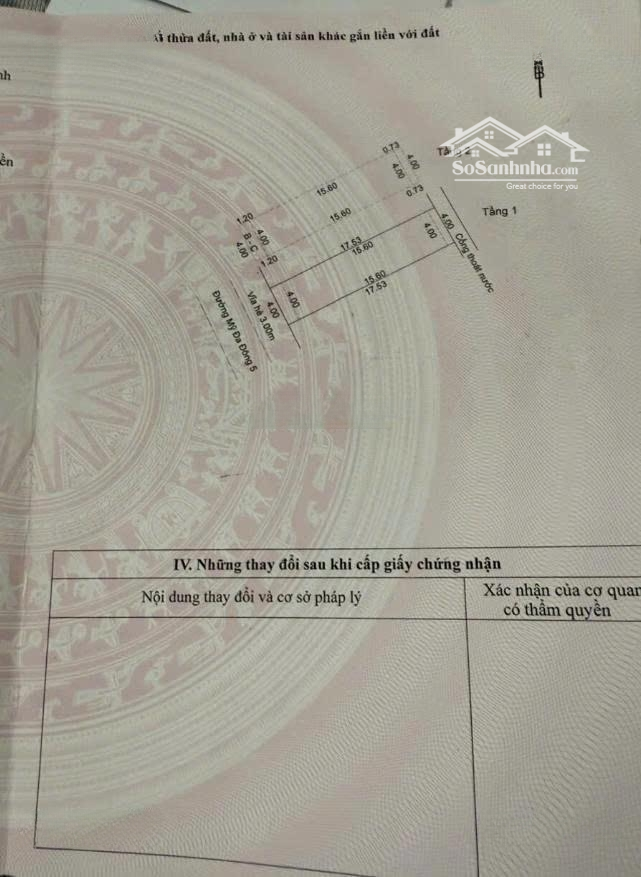 thửa đất, nhà ở và tài sản khác gắn liền với đất
nh
ền
B
SoSanhnha.com
Great choice for you
Tầng 2
0.73
4.00
4.00
15.60
1.20
4.00
B - C
4.00
15.60
0.73
1.20
Tầng 1
4.00
Cống thoát nước
4.00
17.53
15.60
15.60
17.53
4.00
4.00
Vỉa hè 3.00m
Đường Mỹ Đa Đông 5
IV. Những thay đổi sau khi cấp giấy chứng nhận
Nội dung thay đổi và cơ sở pháp lý
Xác nhận của cơ quan
có thẩm quyền